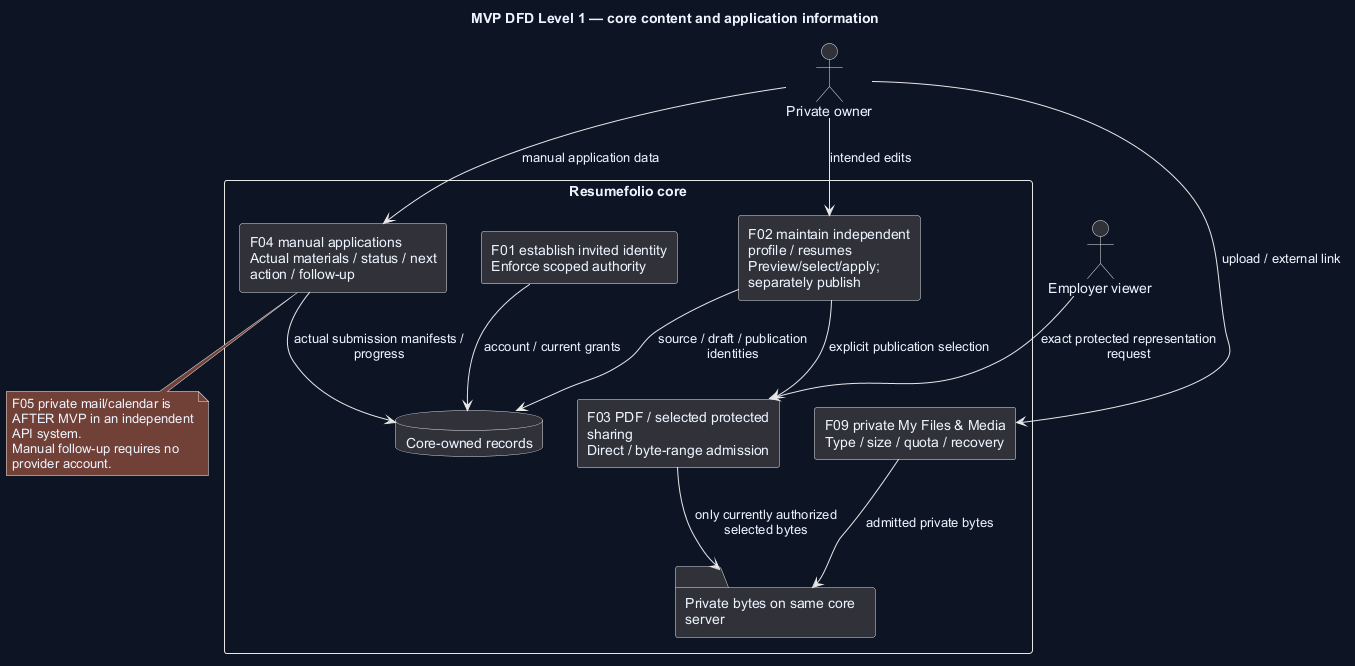 MVP DFD Level 1 — core content and application information
Private owner
manual application data
intended edits
upload / external link
Resumefolio core
F04 manual applications
Actual materials / status / next
action / follow-up
F01 establish invited identity
Enforce scoped authority
F02 maintain independent
profile / resumes
Preview/select/apply;
separately publish
Employer viewer
actual submission manifests /
progress
account / current grants
source / draft / publication
identities
explicit publication selection
exact protected representation
request
F05 private mail/calendar is
AFTER MVP in an independent
API system.
Manual follow-up requires no
provider account.
Core-owned records
F03 PDF / selected protected
sharing
Direct / byte-range admission
F09 private My Files & Media
Type / size / quota / recovery
only currently authorized
selected bytes
admitted private bytes
Private bytes on same core
server